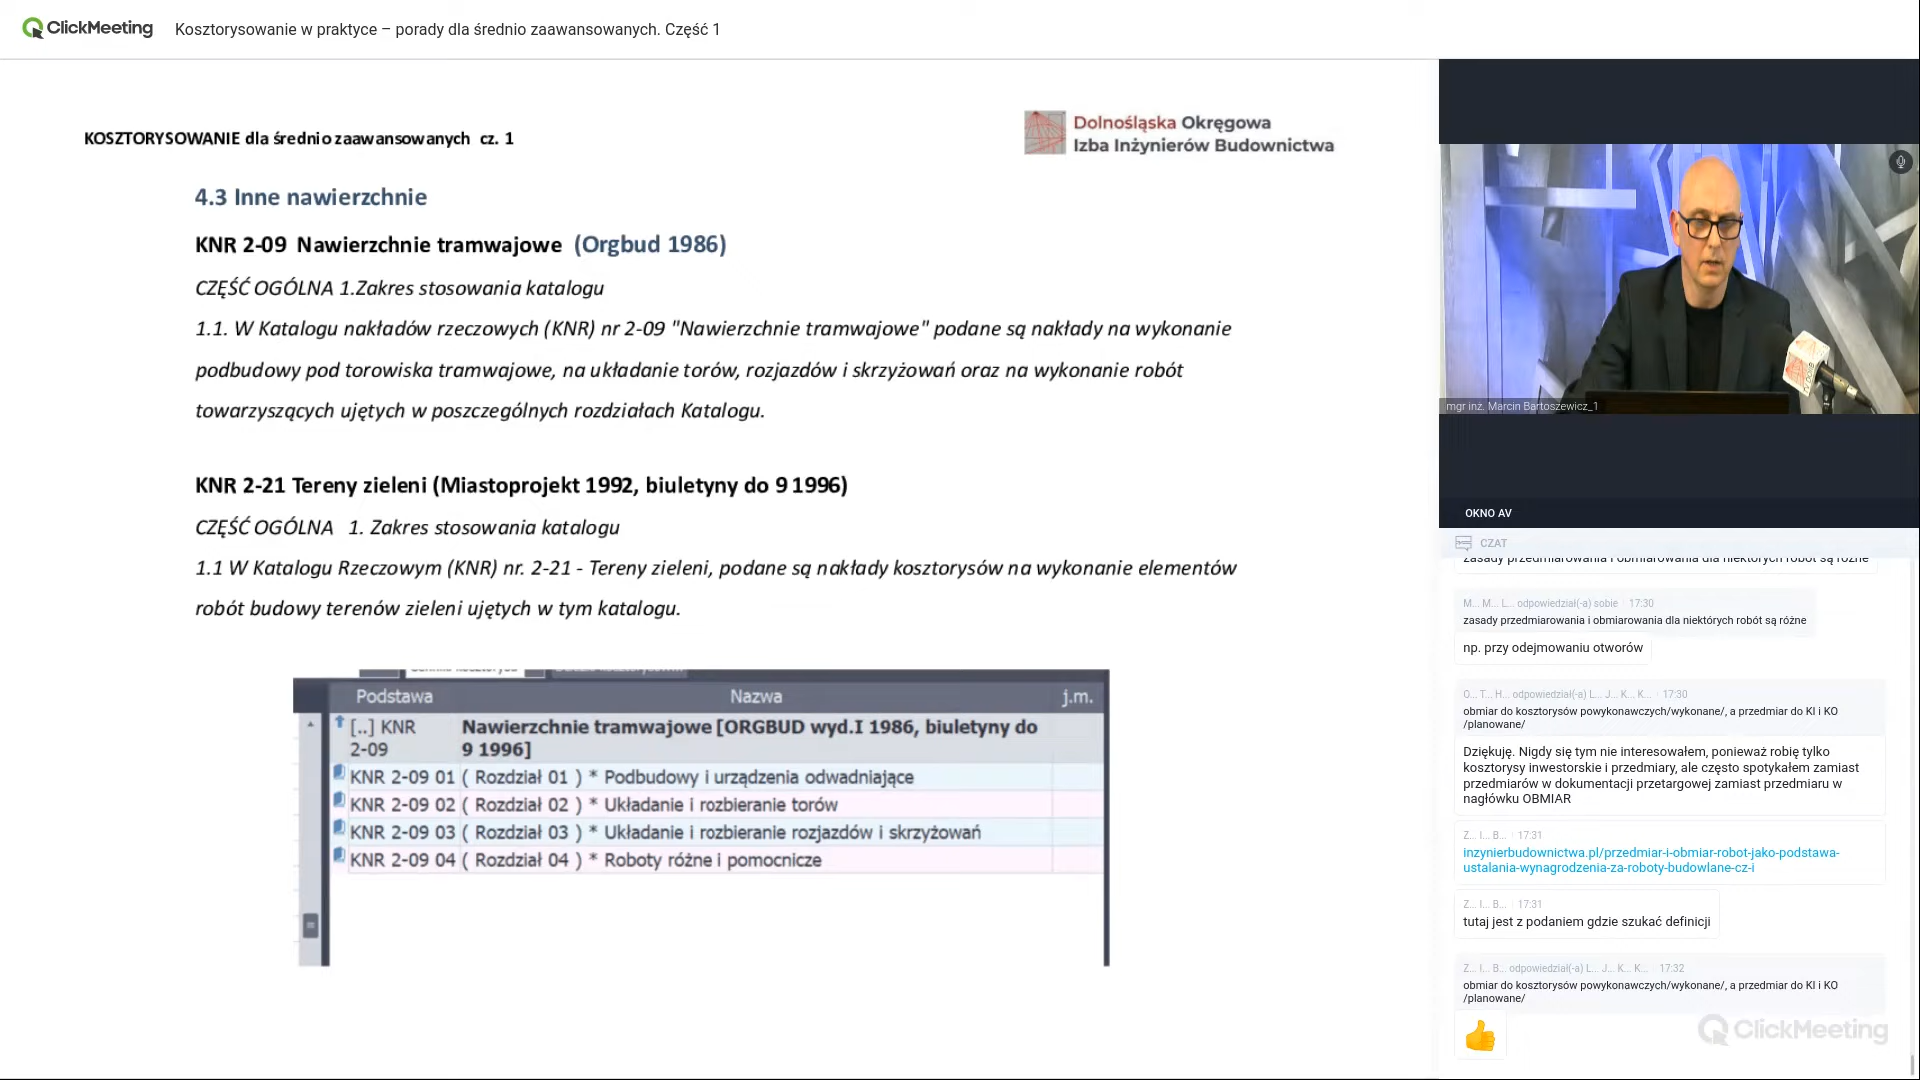 ClickMeeting
Kosztorysowanie w praktyce – porady dla średnio zaawansowanych. Część 1
KOSZTORYSOWANIE dla średnio zaawansowanych cz. 1
Dolnośląska Okręgowa
Izba Inżynierów Budownictwa
4.3 Inne nawierzchnie
KNR 2-09 Nawierzchnie tramwajowe (Orgbud 1986)
CZĘŚĆ OGÓLNA 1.Zakres stosowania katalogu
1.1. W Katalogu nakładów rzeczowych (KNR) nr 2-09 "Nawierzchnie tramwajowe" podane są nakłady na wykonanie
podbudowy pod torowiska tramwajowe, na układanie torów, rozjazdów i skrzyżowań oraz na wykonanie robót
towarzyszących ujętych w poszczególnych rozdziałach Katalogu.
KNR 2-21 Tereny zieleni (Miastoprojekt 1992, biuletyny do 9 1996)
CZĘŚĆ OGÓLNA 1. Zakres stosowania katalogu
1.1 W Katalogu Rzeczowym (KNR) nr. 2-21 - Tereny zieleni, podane są nakłady kosztorysów na wykonanie elementów
robót budowy terenów zieleni ujętych w tym katalogu.
Podstawa Nazwa j.m.
[..] KNR 2-09 Nawierzchnie tramwajowe [ORGBUD wyd.I 1986, biuletyny do
9 1996]
KNR 2-09 01 ( Rozdział 01 ) * Podbudowy i urządzenia odwadniające
KNR 2-09 02 ( Rozdział 02 ) * Układanie i rozbieranie torów
KNR 2-09 03 ( Rozdział 03 ) * Układanie i rozbieranie rozjazdów i skrzyżowań
KNR 2-09 04 ( Rozdział 04 ) * Roboty różne i pomocnicze
mgr inż. Marcin Bartoszewicz_1
OKNO AV
CZAT
zasady przedmiarowania i obmiarowania dla niektórych robót są różne
M... M... L... odpowiedział(-a) sobie 17:30
zasady przedmiarowania i obmiarowania dla niektórych robót są różne
np. przy odejmowaniu otworów
O... T... H... odpowiedział(-a) L... J... K... K... 17:30
obmiar do kosztorysów powykonawczych/wykonane/, a przedmiar do KI i KO
/planowane/
Dziękuję. Nigdy się tym nie interesowałem, ponieważ robię tylko
kosztorysy inwestorskie i przedmiary, ale często spotykałem zamiast
przedmiarów w dokumentacji przetargowej zamiast przedmiaru w
nagłówku OBMIAR
Z... I... B... 17:31
inzynierbudownictwa.pl/przedmiar-i-obmiar-robot-jako-podstawa-
ustalania-wynagrodzenia-za-roboty-budowlane-cz-i
Z... I... B... 17:31
tutaj jest z podaniem gdzie szukać definicji
Z... I... B... odpowiedział(-a) L... J... K... K... 17:32
obmiar do kosztorysów powykonawczych/wykonane/, a przedmiar do KI i KO
/planowane/
ClickMeeting